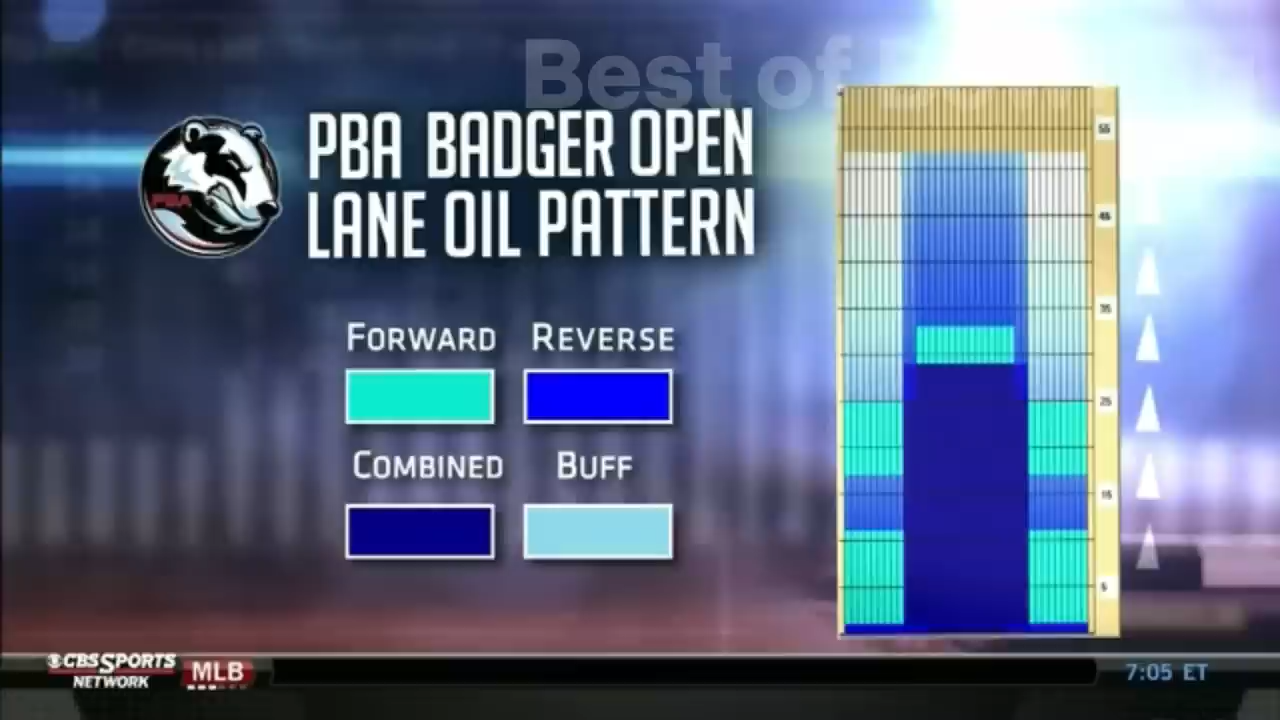 Best of
PBA BADGER OPEN
LANE OIL PATTERN
PBA
FORWARD REVERSE
COMBINED BUFF
55
45
35
25
15
5
CBS SPORTS
NETWORK
MLB
7:05 ET